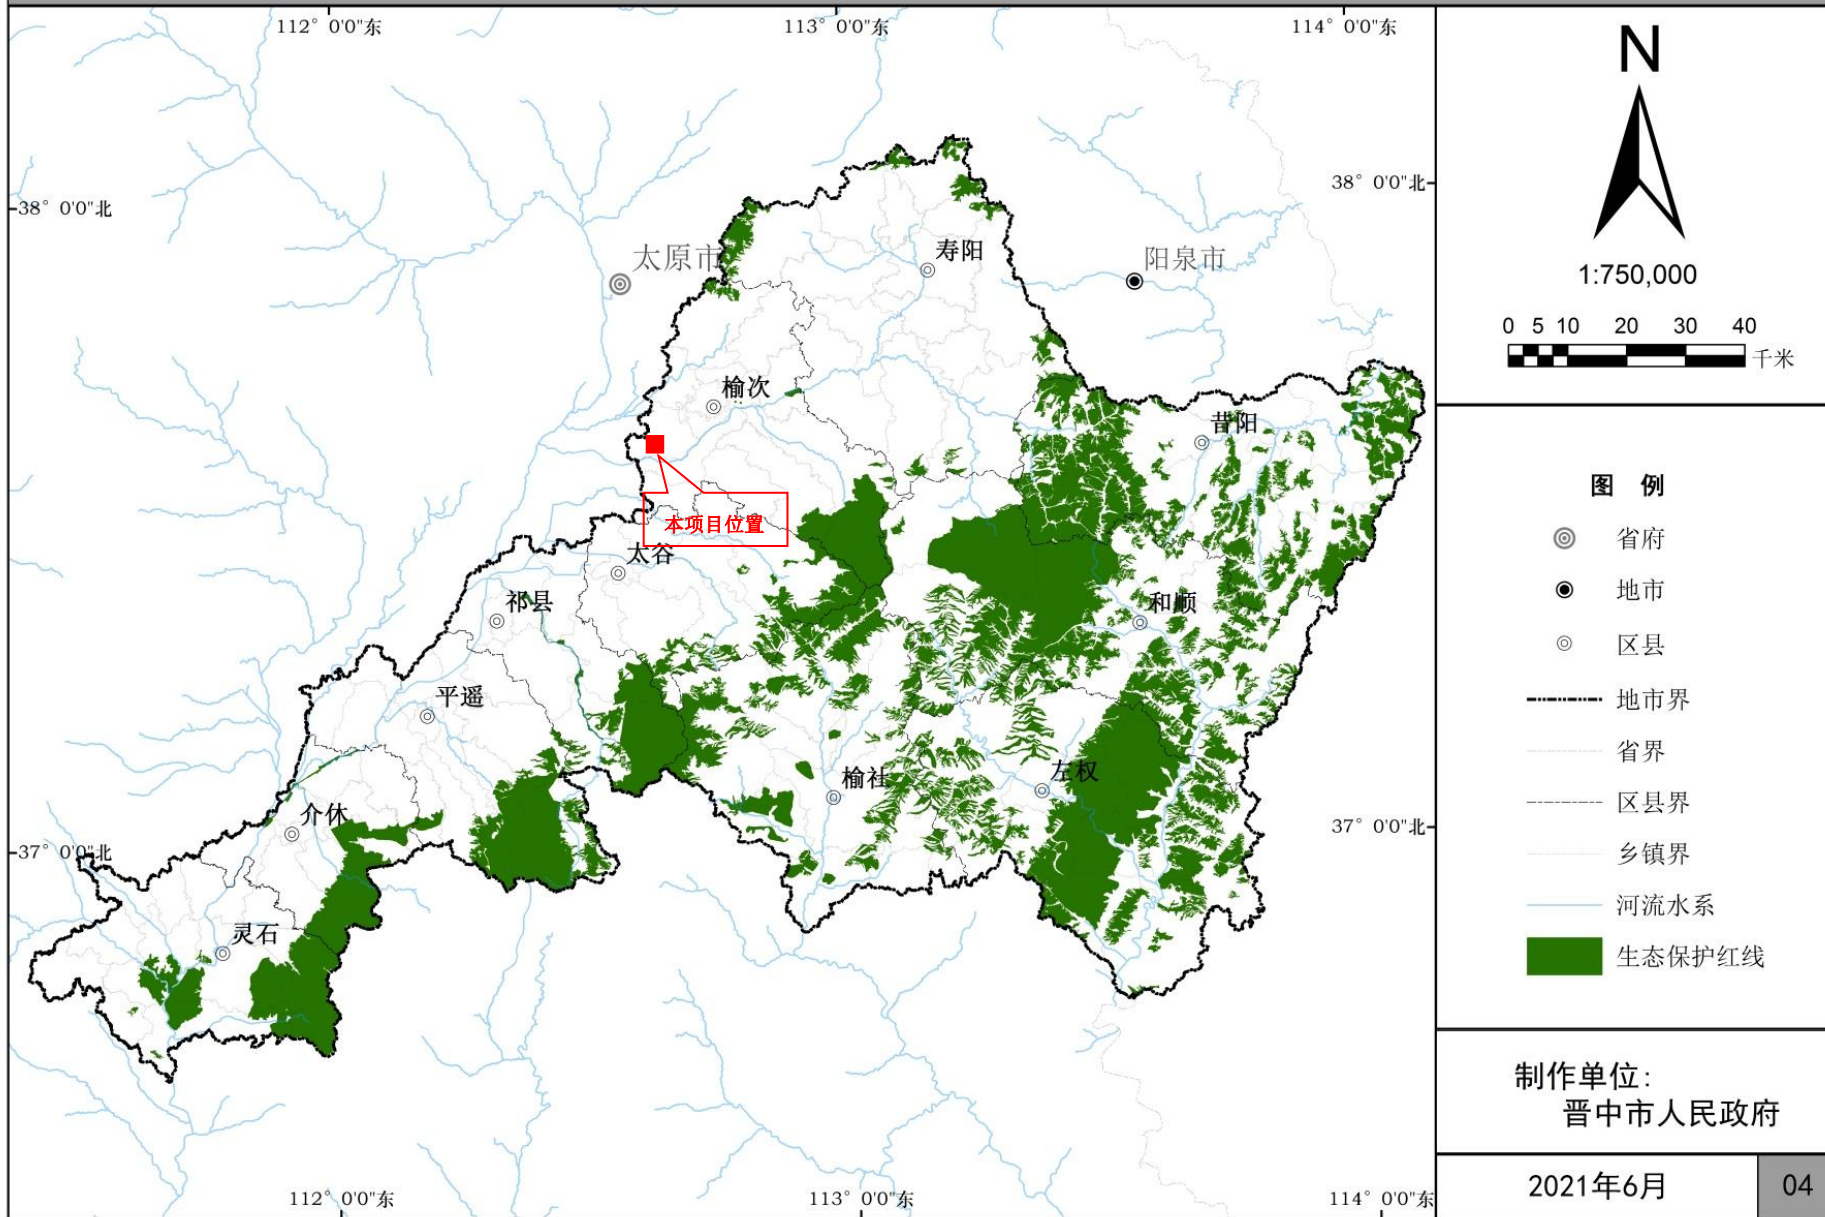 112° 0'0"东
113° 0'0"东
114° 0'0"东
38° 0'0"北
38° 0'0"北
太原市
寿阳
阳泉市
榆次
昔阳
本项目位置
太谷
祁县
和顺
平遥
左权
榆社
介休
37° 0'0"北
37° 0'0"北
灵石
112° 0'0"东
113° 0'0"东
114° 0'0"东
N
1:750,000
0 5 10 20 30 40
千米
图 例
省府
地市
区县
地市界
省界
区县界
乡镇界
河流水系
生态保护红线
制作单位:
晋中市人民政府
2021年6月
04